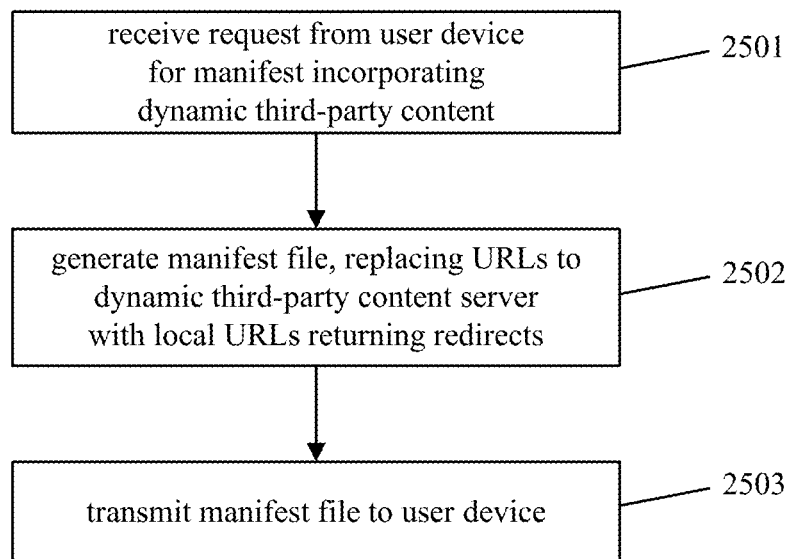 receive request from user device
for manifest incorporating
dynamic third-party content
2501
generate manifest file, replacing URLs to
dynamic third-party content server
with local URLs returning redirects
2502
transmit manifest file to user device
2503